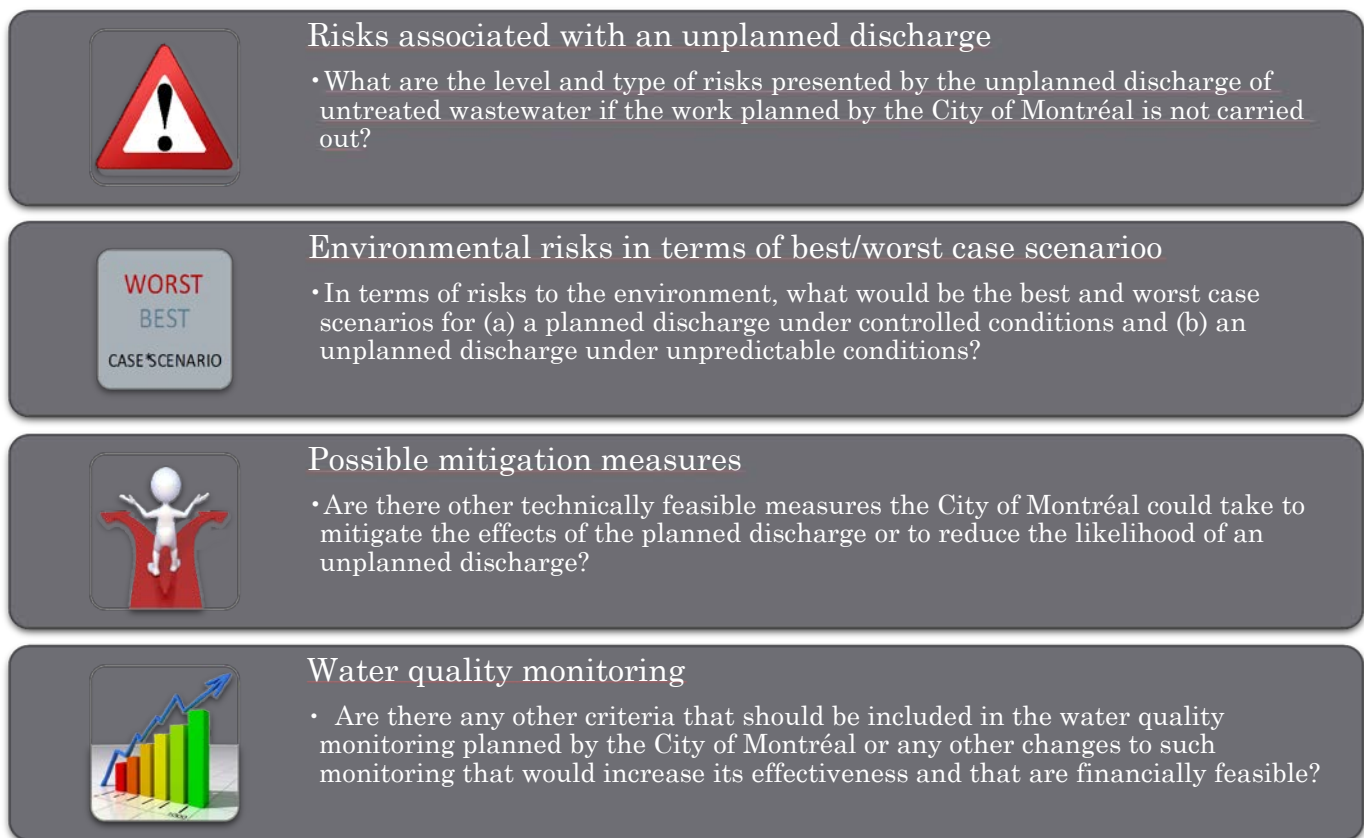 Risks associated with an unplanned discharge
·What are the level and type of risks presented by the unplanned discharge of
untreated wastewater if the work planned by the City of Montréal is not carried
out?
WORST
BEST
CASE*SCENARIO
Environmental risks in terms of best/worst case scenarioo
·In terms of risks to the environment, what would be the best and worst case
scenarios for (a) a planned discharge under controlled conditions and (b) an
unplanned discharge under unpredictable conditions?
Possible mitigation measures
·Are there other technically feasible measures the City of Montréal could take to
mitigate the effects of the planned discharge or to reduce the likelihood of an
unplanned discharge?
Water quality monitoring
· Are there any other criteria that should be included in the water quality
monitoring planned by the City of Montréal or any other changes to such
monitoring that would increase its effectiveness and that are financially feasible?